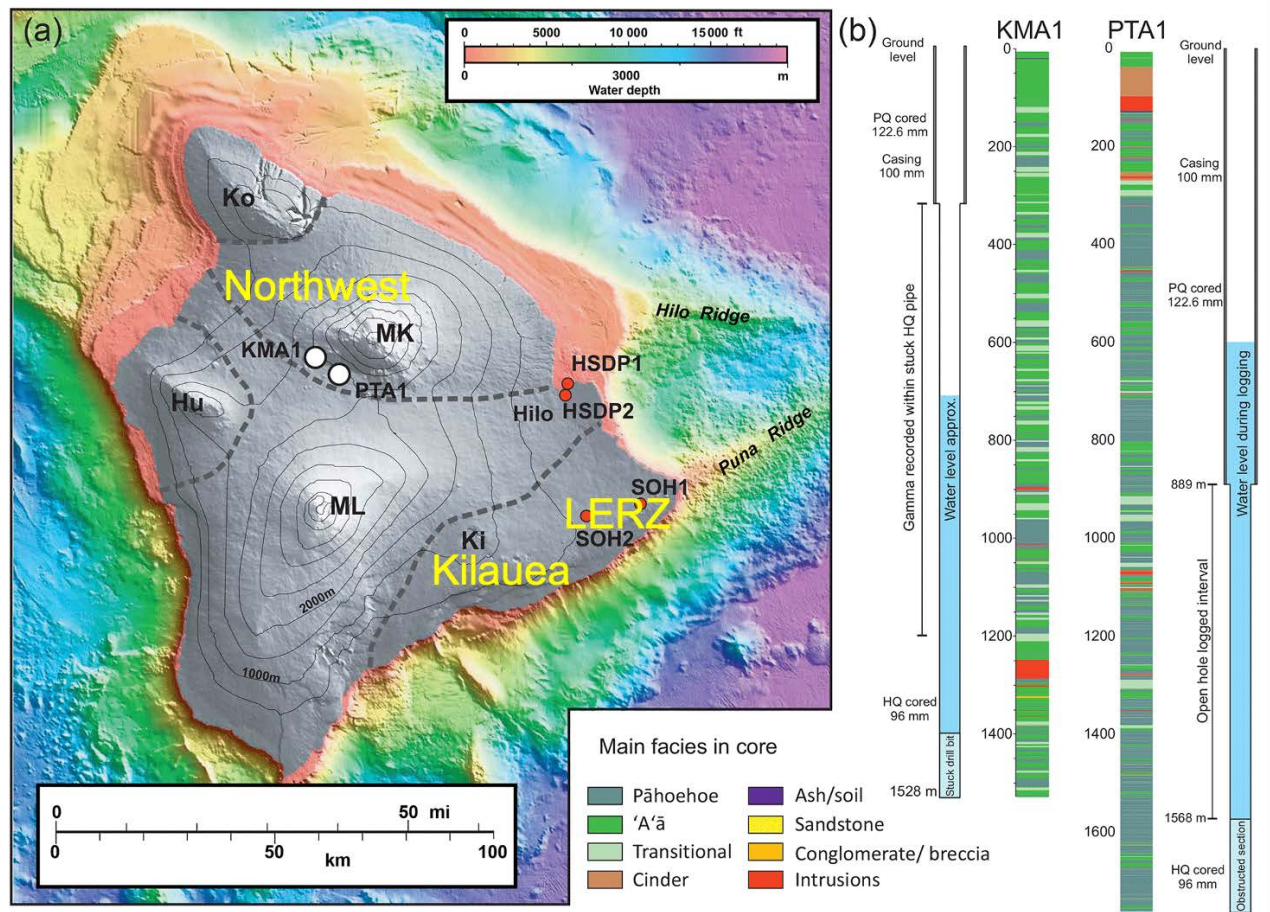 (a)
0 5000 10 000 15 000 ft
0 3000 m
Water depth
Ko
Northwest
MK
KMA1
PTA1
Hu
Hilo Ridge
HSDP1
Hilo HSDP2
Puna Ridge
ML
SOH1
LERZ
SOH2
Ki
Kilauea
2000m
1000m
0 50 mi
0 50 100
km
Main facies in core
Pāhoehoe
ʻAʻā
Transitional
Cinder
Ash/soil
Sandstone
Conglomerate/ breccia
Intrusions
(b)
KMA1 PTA1
Ground
level
PQ cored
122.6 mm
Casing
100 mm
Gamma recorded within stuck HQ pipe
Water level approx.
HQ cored
96 mm
Stuck drill bit
1528 m
0
200
400
600
800
1000
1200
1400
0
200
400
600
800
1000
1200
1400
1600
Ground
level
Casing
100 mm
PQ cored
122.6 mm
Water level during logging
889 m
Open hole logged interval
1568 m
HQ cored
96 mm
Obstructed section